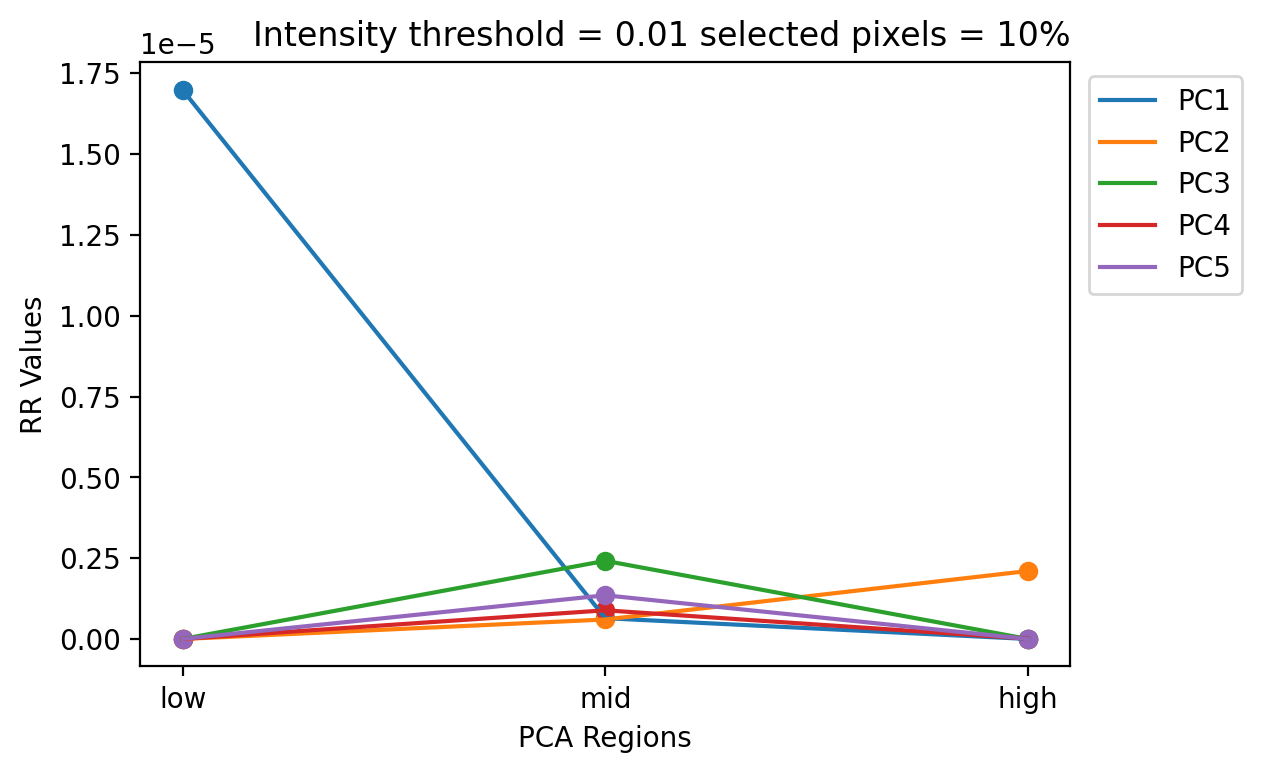 Intensity threshold = 0.01 selected pixels = 10%
1e−5
1.75
1.50
1.25
1.00
0.75
0.50
0.25
0.00
RR Values
low mid high
PCA Regions
PC1
PC2
PC3
PC4
PC5